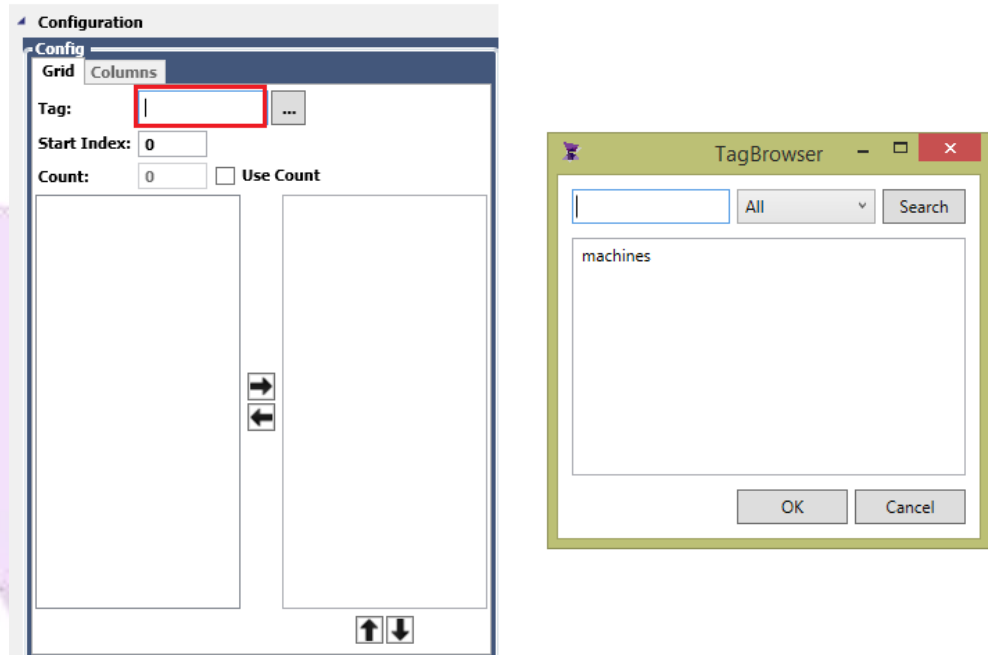 Configuration
Config
Grid Columns
Tag: ...
Start Index: 0
Count: 0 Use Count
TagBrowser
All Search
machines
OK Cancel